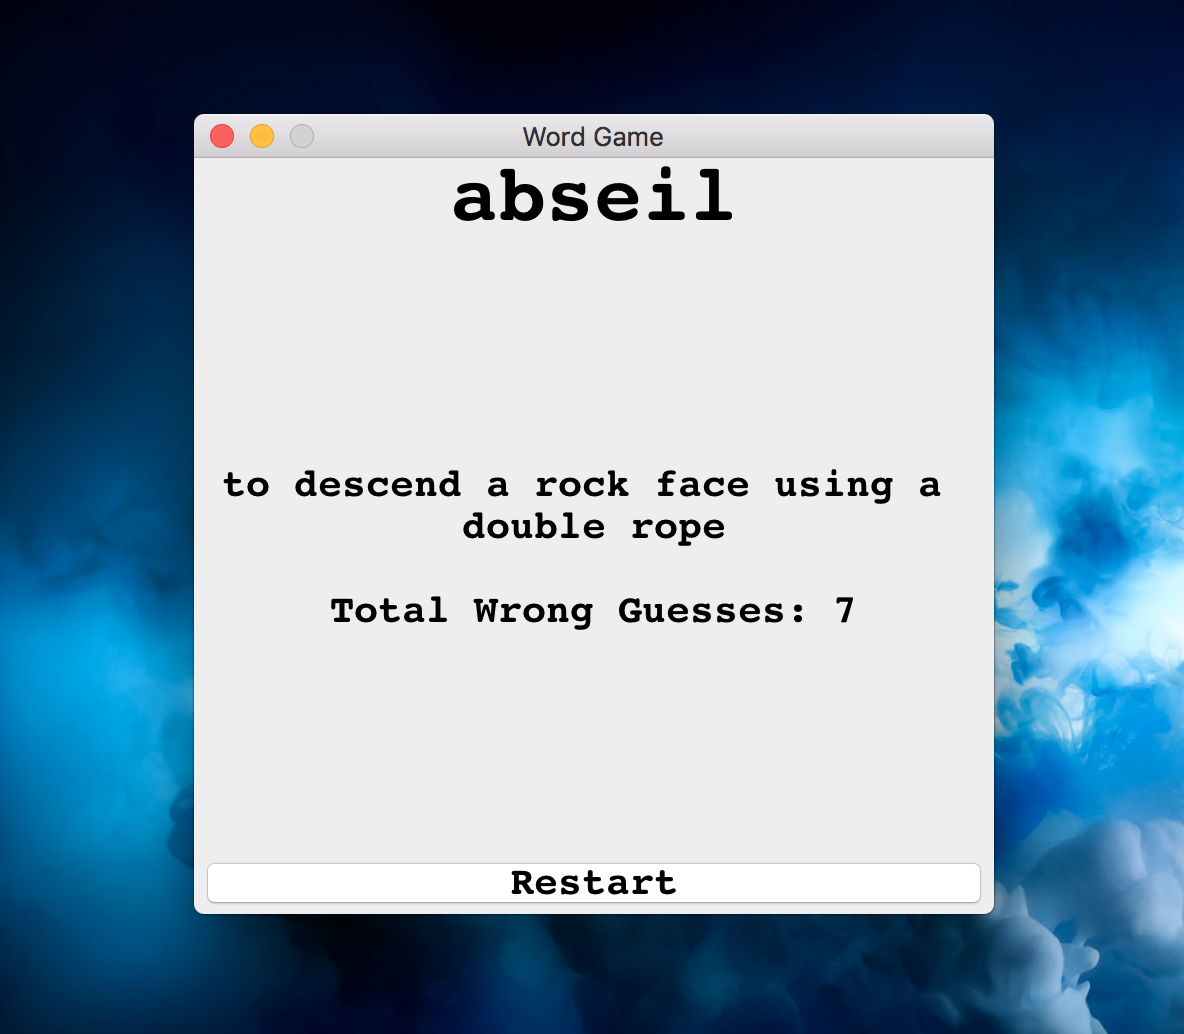 Word Game
abseil
to descend a rock face using a
double rope
Total Wrong Guesses: 7
Restart